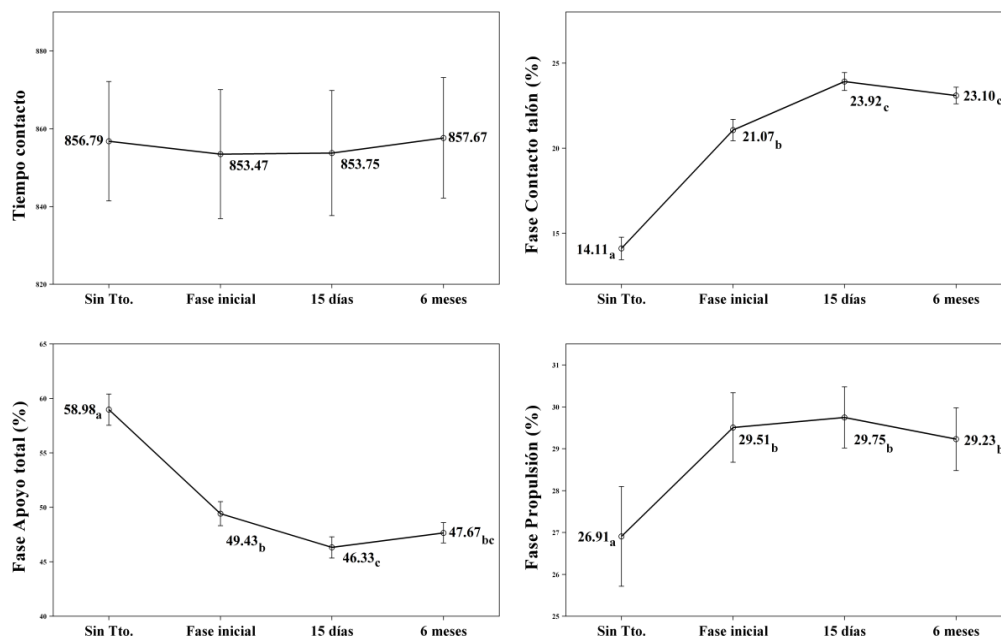 Tiempo contacto
880
860
840
820
856.79
853.47
853.75
857.67
Sin Tto.
Fase inicial
15 días
6 meses
Fase Contacto talón (%)
25
20
15
14.11a
21.07b
23.92c
23.10c
Sin Tto.
Fase inicial
15 días
6 meses
Fase Apoyo total (%)
65
60
55
50
45
40
58.98a
49.43b
46.33c
47.67bc
Sin Tto.
Fase inicial
15 días
6 meses
Fase Propulsión (%)
31
30
29
28
27
26
25
26.91a
29.51b
29.75b
29.23b
Sin Tto.
Fase inicial
15 días
6 meses